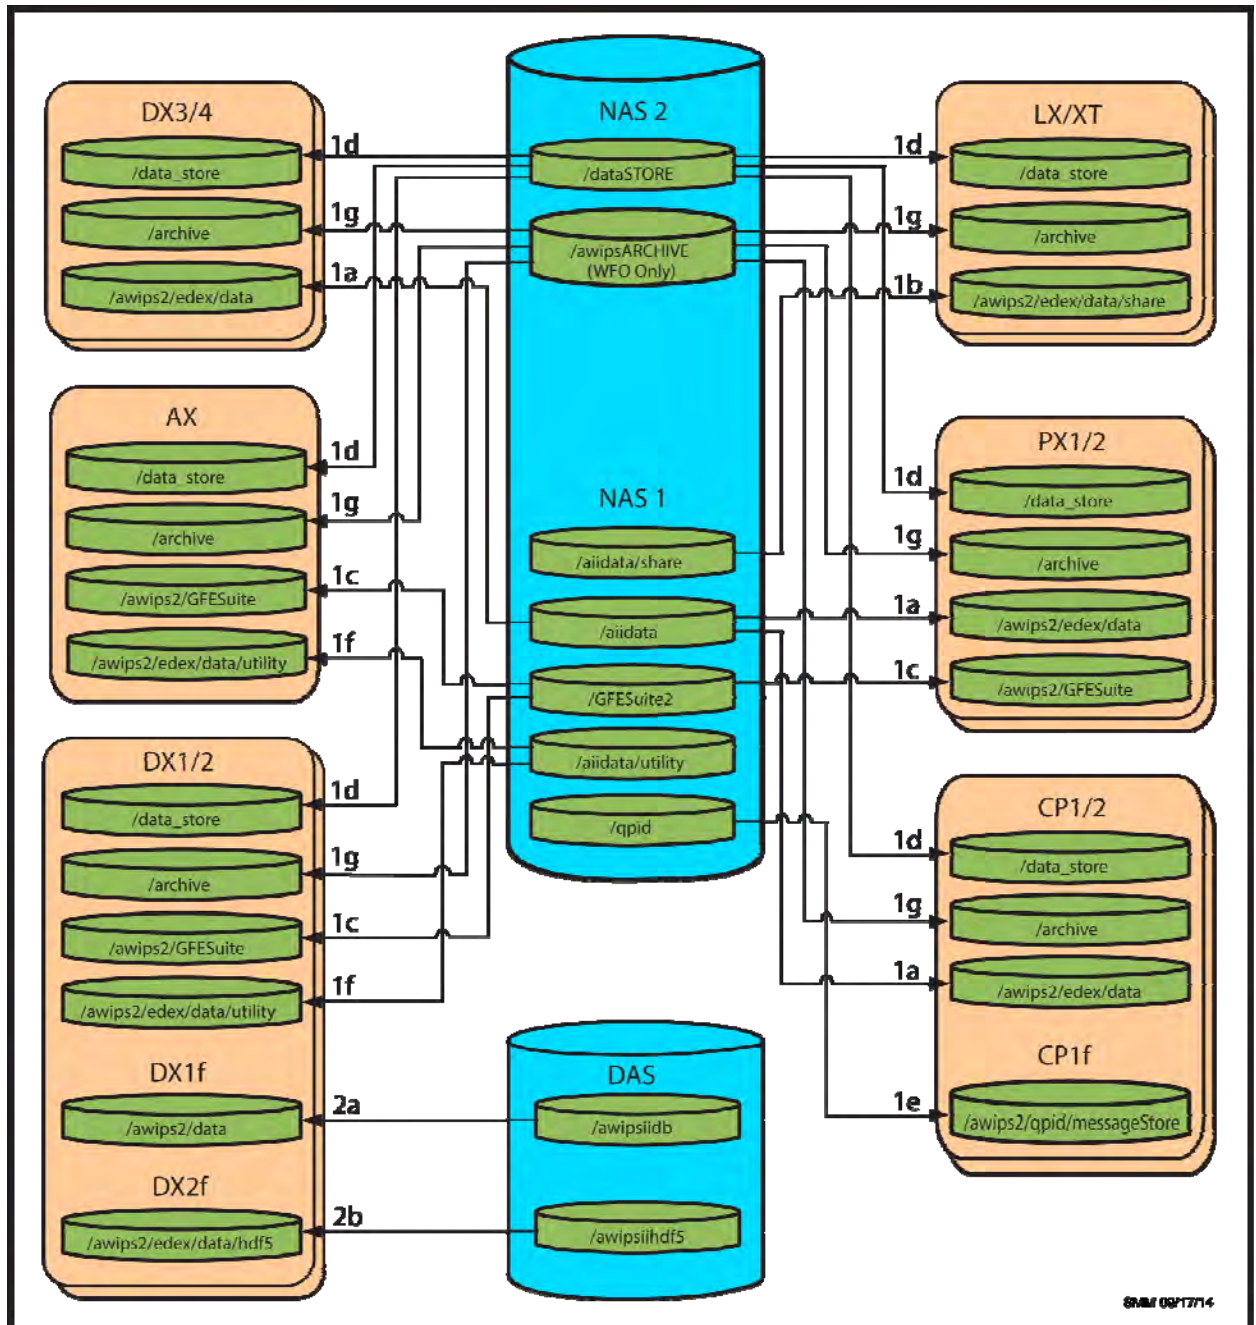 DX3/4
/data_store
/archive
/awips2/edex/data
1d
1g
1a
AX
/data_store
/archive
/awips2/GFESuite
/awips2/edex/data/utility
1d
1g
1c
1f
DX1/2
/data_store
/archive
/awips2/GFESuite
/awips2/edex/data/utility
1d
1g
1c
1f
DX1f
/awips2/data
2a
DX2f
/awips2/edex/data/hdf5
2b
NAS 2
/dataSTORE
/awipsARCHIVE
(WFO Only)
NAS 1
/aiidata/share
/aiidata
/GFESuite2
/aiidata/utility
/qpid
DAS
/awipsiidb
/awipsiihdf5
LX/XT
1d
/data_store
1g
/archive
1b
/awips2/edex/data/share
PX1/2
1d
/data_store
1g
/archive
1a
/awips2/edex/data
1c
/awips2/GFESuite
CP1/2
1d
/data_store
1g
/archive
1a
/awips2/edex/data
CP1f
1e
/awips2/qpid/messageStore
SMM 09/17/14